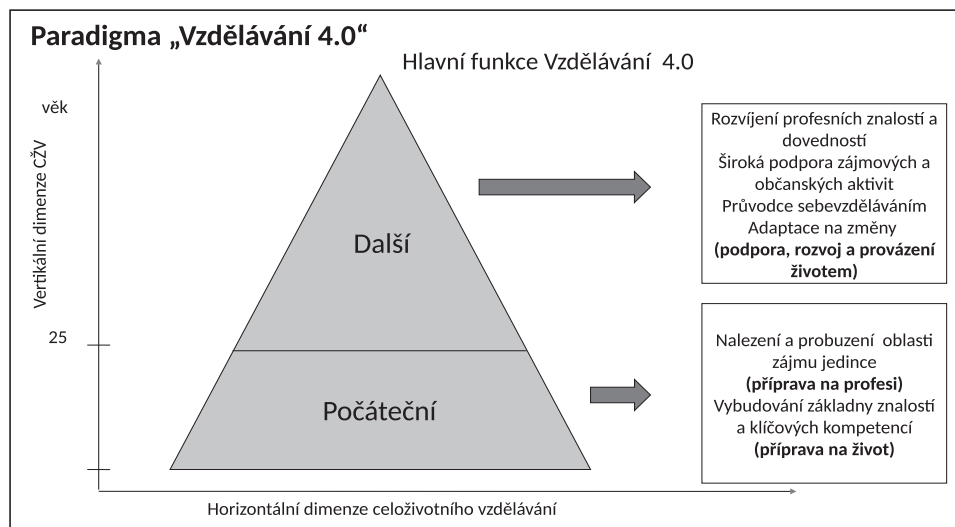 Paradigma „Vzdělávání 4.0“
Hlavní funkce Vzdělávání 4.0
věk
Vertikální dimenze CŽV
25
Další
Počáteční
Rozvíjení profesních znalostí a
dovedností
Široká podpora zájmových a
občanských aktivit
Průvodce sebevzděláváním
Adaptace na změny
(podpora, rozvoj a provázení
životem)
Nalezení a probuzení oblasti
zájmu jedince
(příprava na profesi)
Vybudování základny znalostí
a klíčových kompetencí
(příprava na život)
Horizontální dimenze celoživotního vzdělávání